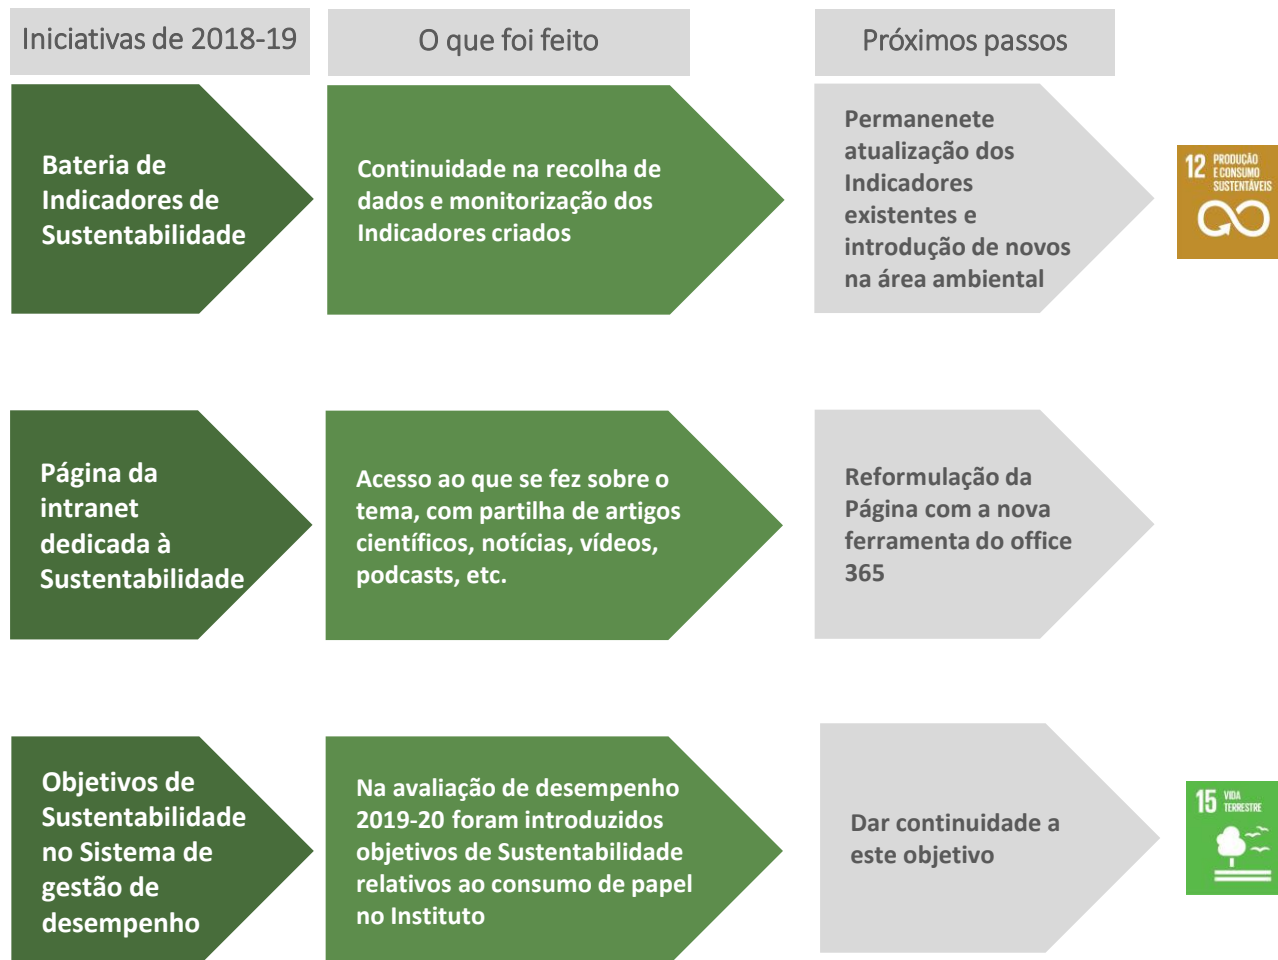 Iniciativas de 2018-19
O que foi feito
Próximos passos
Bateria de
Indicadores de
Sustentabilidade
Continuidade na recolha de
dados e monitorização dos
Indicadores criados
Permanenete
atualização dos
Indicadores
existentes e
introdução de novos
na área ambiental
12 PRODUÇÃO
E CONSUMO
SUSTENTÁVEIS
Página da
intranet
dedicada à
Sustentabilidade
Acesso ao que se fez sobre o
tema, com partilha de artigos
científicos, notícias, vídeos,
podcasts, etc.
Reformulação da
Página com a nova
ferramenta do office
365
Objetivos de
Sustentabilidade
no Sistema de
gestão de
desempenho
Na avaliação de desempenho
2019-20 foram introduzidos
objetivos de Sustentabilidade
relativos ao consumo de papel
no Instituto
Dar continuidade a
este objetivo
15 VIDA
TERRESTRE